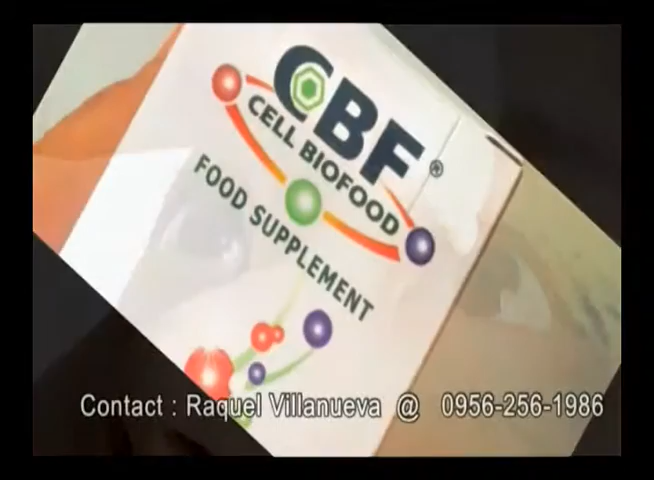 CBF®
CELL BIOFOOD
FOOD SUPPLEMENT
Contact : Raquel Villanueva @ 0956-256-1986